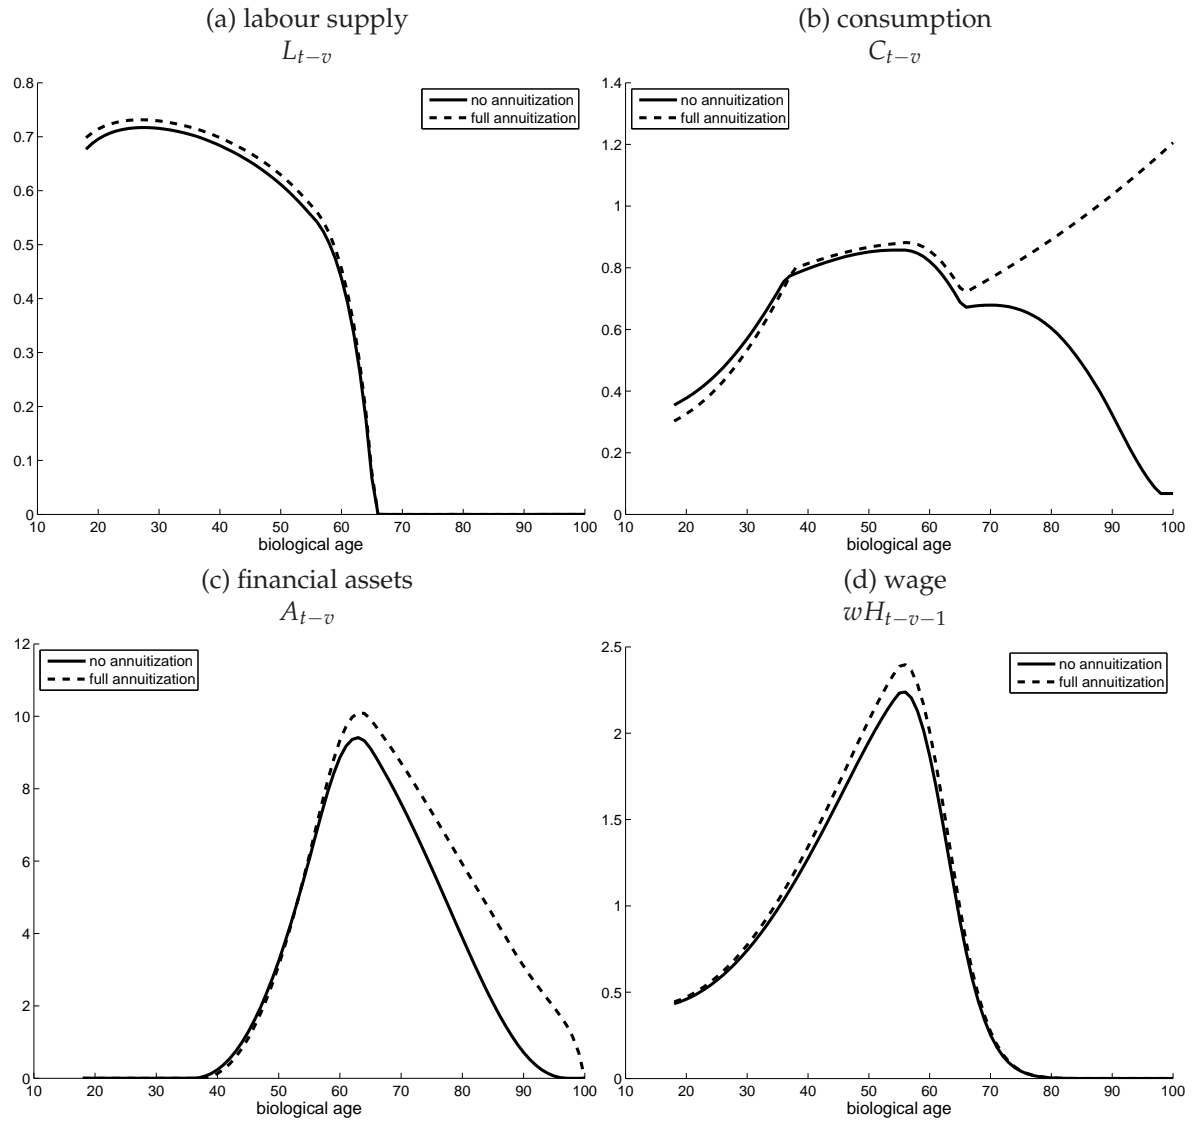 (a) labour supply
L_{t−v}
no annuitization
full annuitization
0.8
0.7
0.6
0.5
0.4
0.3
0.2
0.1
0
10 20 30 40 50 60 70 80 90 100
biological age
(b) consumption
C_{t−v}
no annuitization
full annuitization
1.4
1.2
1
0.8
0.6
0.4
0.2
0
10 20 30 40 50 60 70 80 90 100
biological age
(c) financial assets
A_{t−v}
no annuitization
full annuitization
12
10
8
6
4
2
0
10 20 30 40 50 60 70 80 90 100
biological age
(d) wage
wH_{t−v−1}
no annuitization
full annuitization
2.5
2
1.5
1
0.5
0
10 20 30 40 50 60 70 80 90 100
biological age